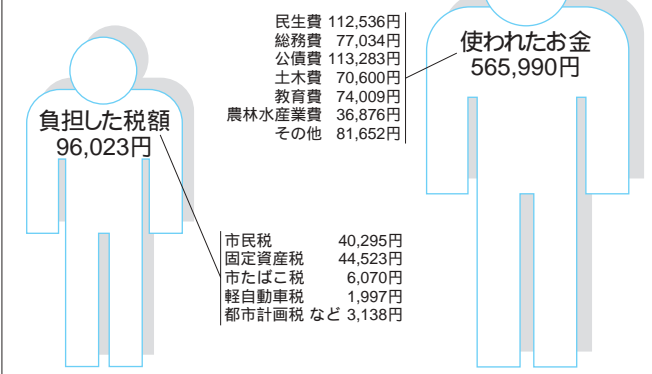 民生費 112,536円
総務費 77,034円
公債費 113,283円
土木費 70,600円
教育費 74,009円
農林水産業費 36,876円
その他 81,652円
使われたお金
565,990円
負担した税額
96,023円
市民税 40,295円
固定資産税 44,523円
市たばこ税 6,070円
軽自動車税 1,997円
都市計画税 など 3,138円